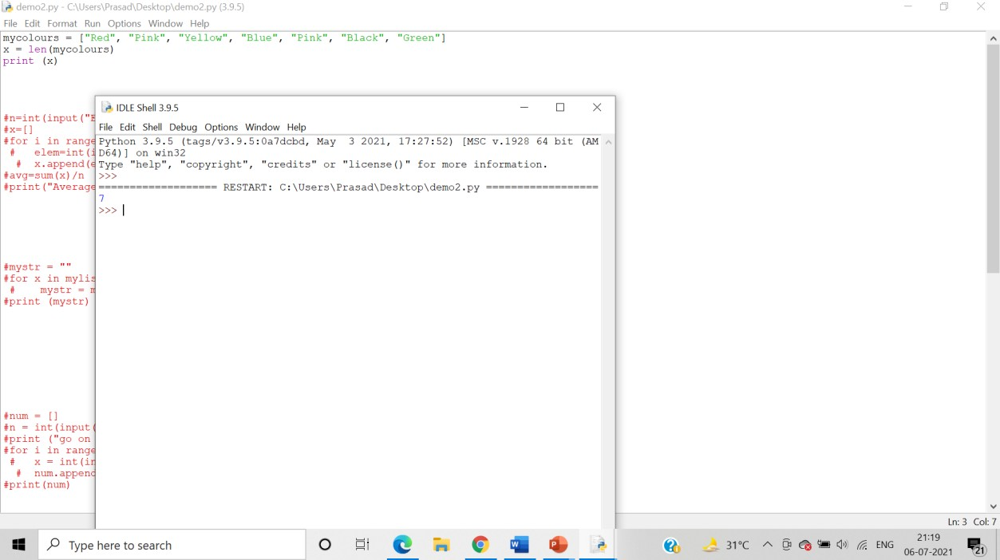 demo2.py - C:\Users\Prasad\Desktop\demo2.py (3.9.5)
File Edit Format Run Options Window Help
mycolours = ["Red", "Pink", "Yellow", "Blue", "Pink", "Black", "Green"]
x = len(mycolours)
print (x)
#n=int(input("E
#x=[]
#for i in range
#   elem=int(i
#  x.append(e
#avg=sum(x)/n
#print("Average
#mystr = ""
#for x in mylis
#    mystr = m
#print (mystr)
#num = []
#n = int(input(
#print ("go on
#for i in range
#   x = int(in
#  num.append
#print(num)
IDLE Shell 3.9.5
File Edit Shell Debug Options Window Help
Python 3.9.5 (tags/v3.9.5:0a7dcbd, May  3 2021, 17:27:52) [MSC v.1928 64 bit (AM
D64)] on win32
Type "help", "copyright", "credits" or "license()" for more information.
>>>
=================== RESTART: C:\Users\Prasad\Desktop\demo2.py ==================
7
>>>
Ln: 3 Col: 7
Type here to search
31°C ENG 21:19
06-07-2021
21